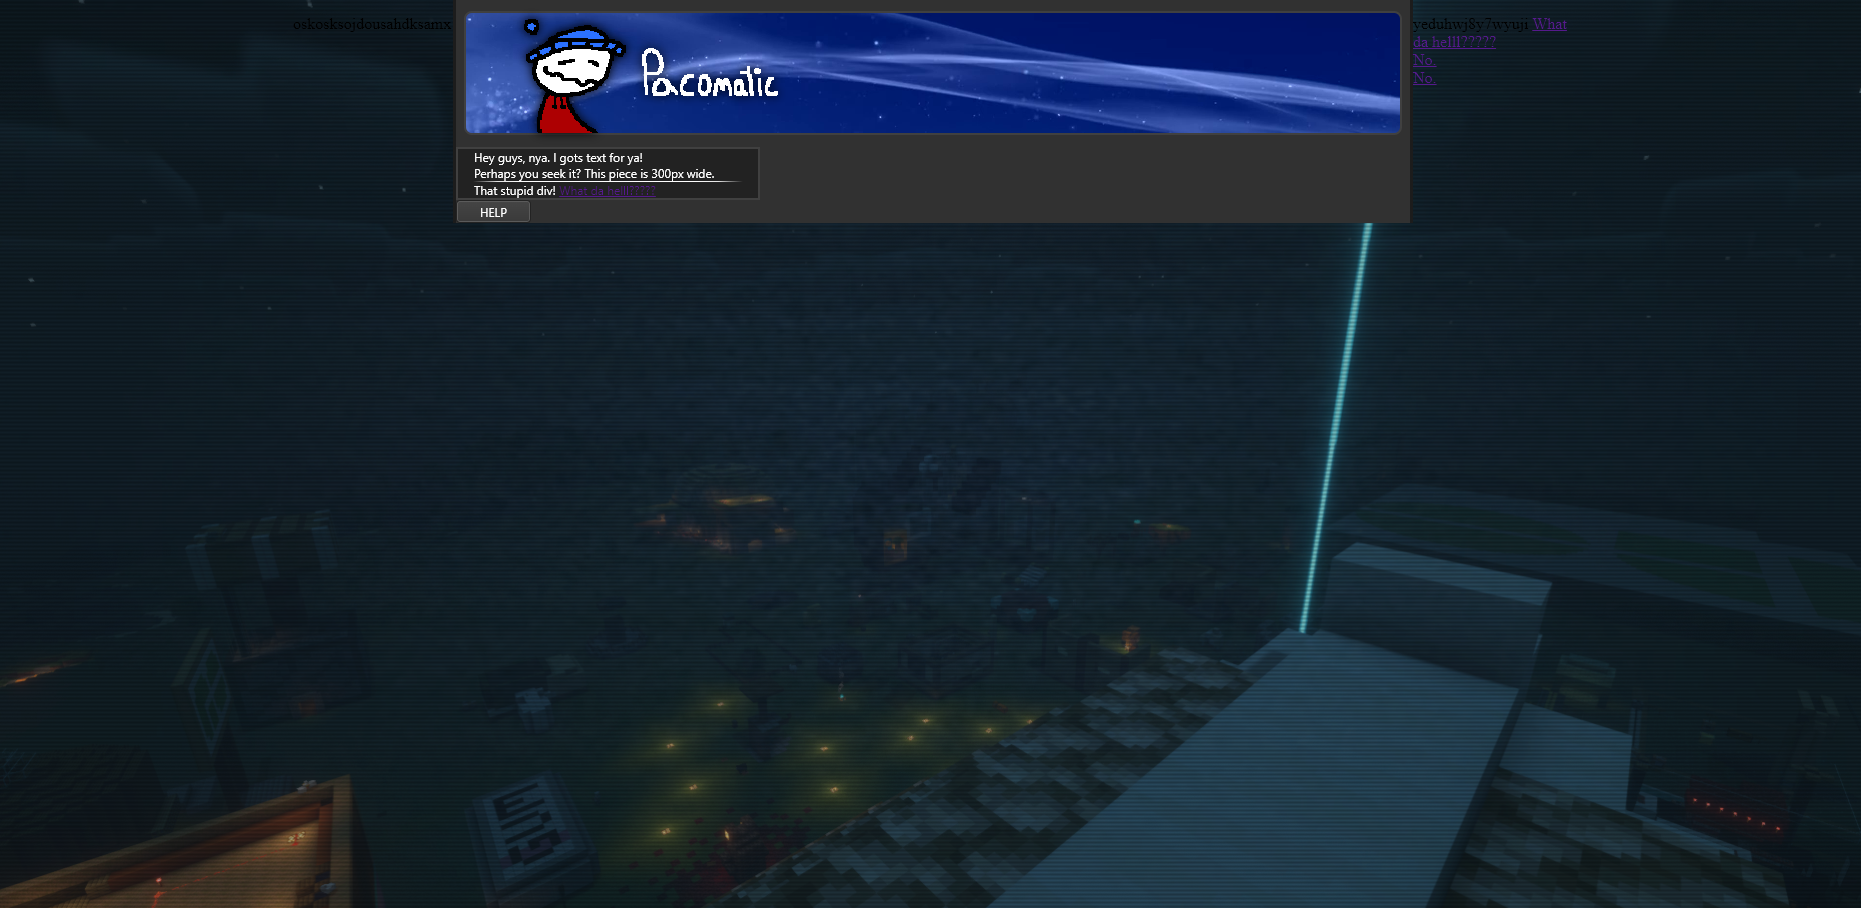 oskosksojdousahdksamx
Pacomatic
yeduhwj8y7wyuji What
da helll?????
No.
No.
Hey guys, nya. I gots text for ya!
Perhaps you seek it? This piece is 300px wide.
That stupid div! What da helll?????
HELP